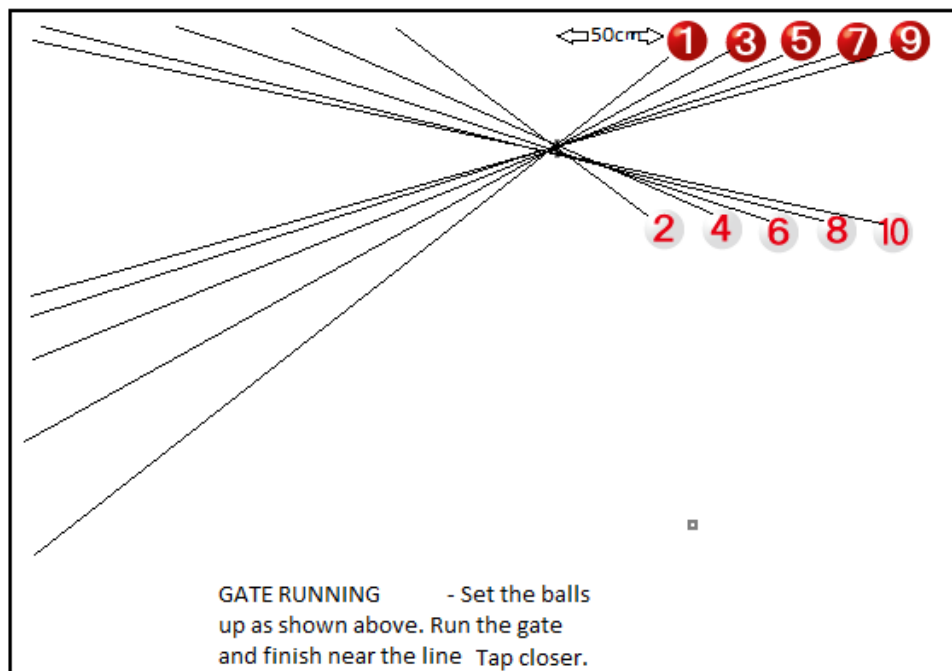 50cm 1 3 5 7 9
2 4 6 8 10
GATE RUNNING - Set the balls
up as shown above. Run the gate
and finish near the line Tap closer.